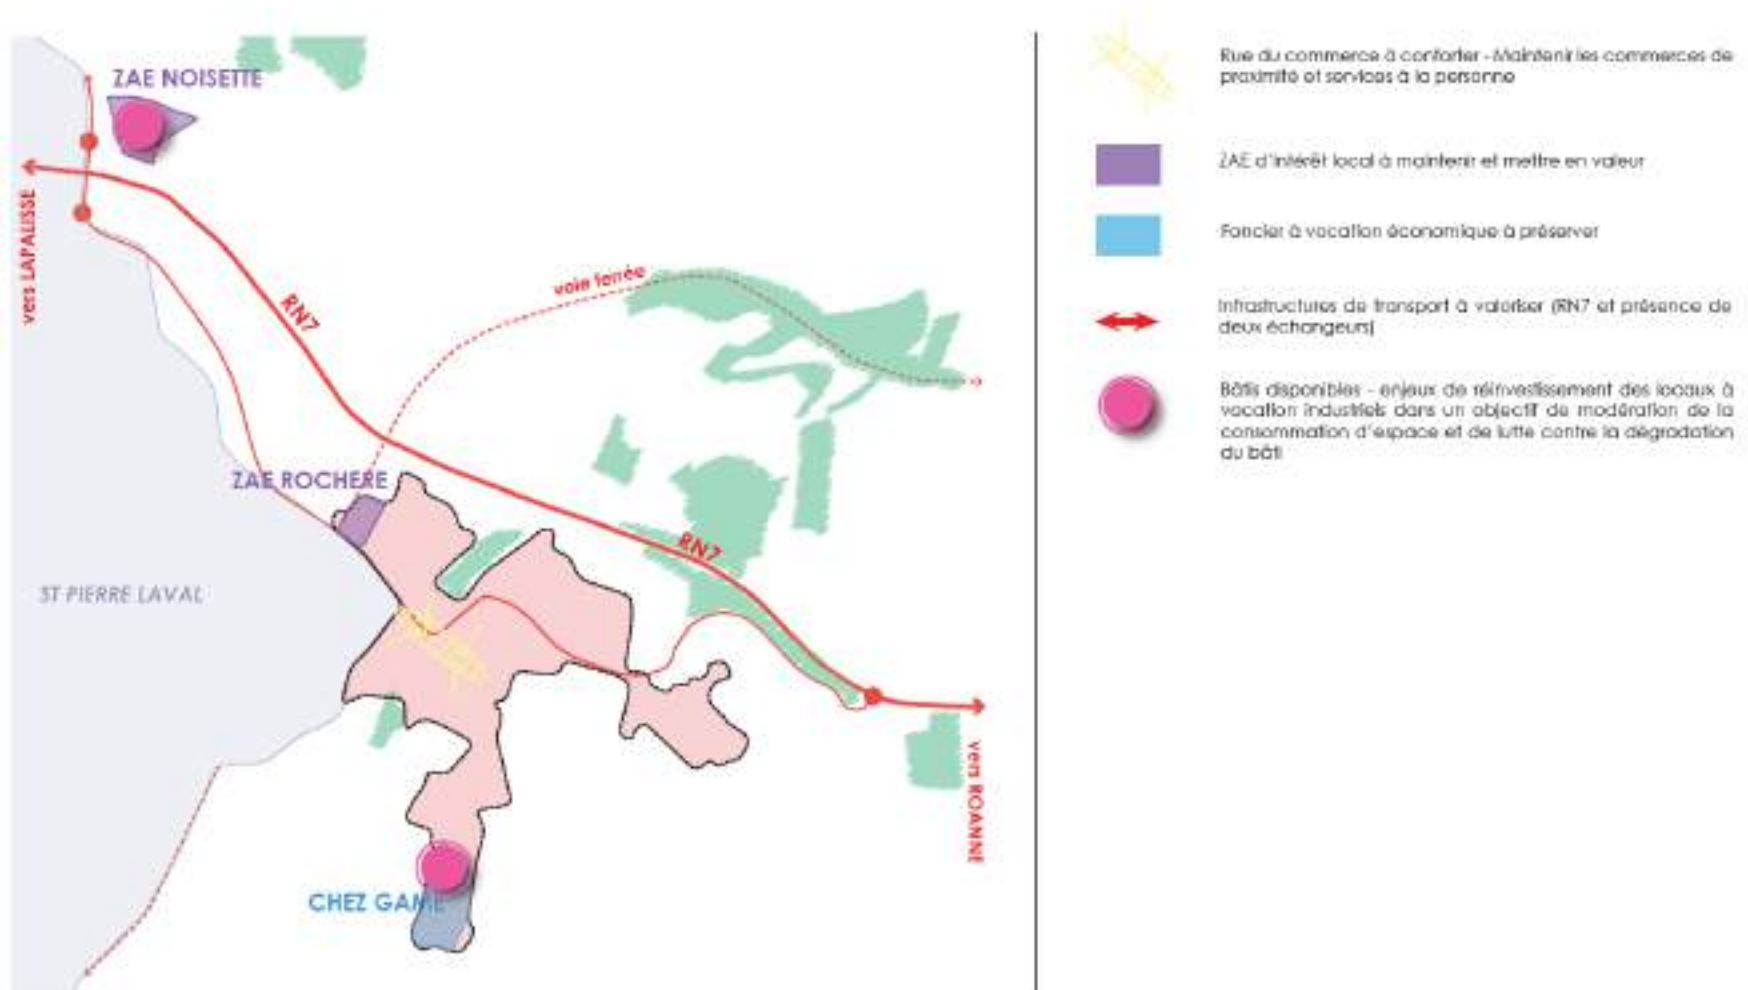 ZAE NOISETTE
vers LAPALISSE
RN7
voie ferrée
ZAE ROCHERE
RN7
ST PIERRE LAVAL
vers ROANNE
CHEZ GAME
Rue du commerce à conforter - Maintenir les commerces de
proximité et services à la personne
ZAE d'intérêt local à maintenir et mettre en valeur
Foncier à vocation économique à préserver
Infrastructures de transport à valoriser (RN7 et présence de
deux échangeurs)
Bâtis disponibles - enjeux de réinvestissement des locaux à
vocation industriels dans un objectif de modération de la
consommation d'espace et de lutte contre la dégradation
du bâti